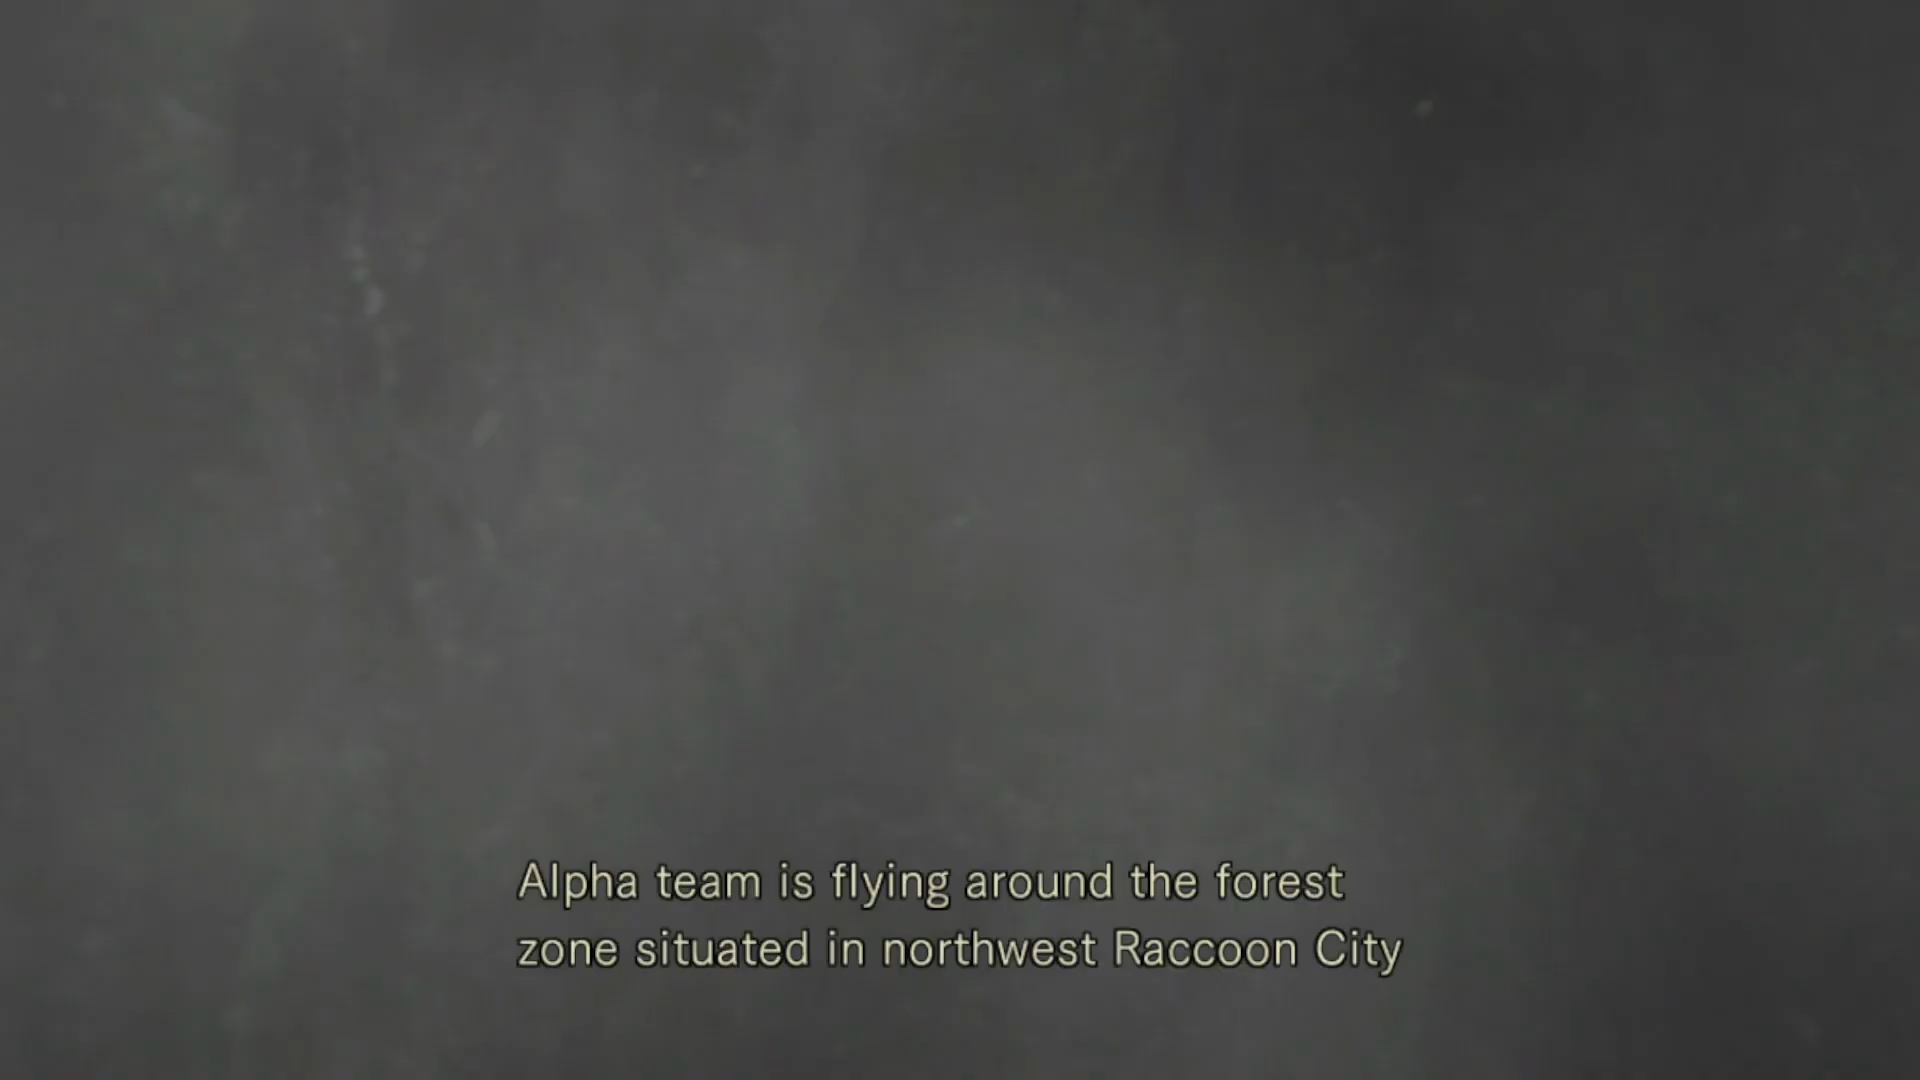 Alpha team is flying around the forest
zone situated in northwest Raccoon City